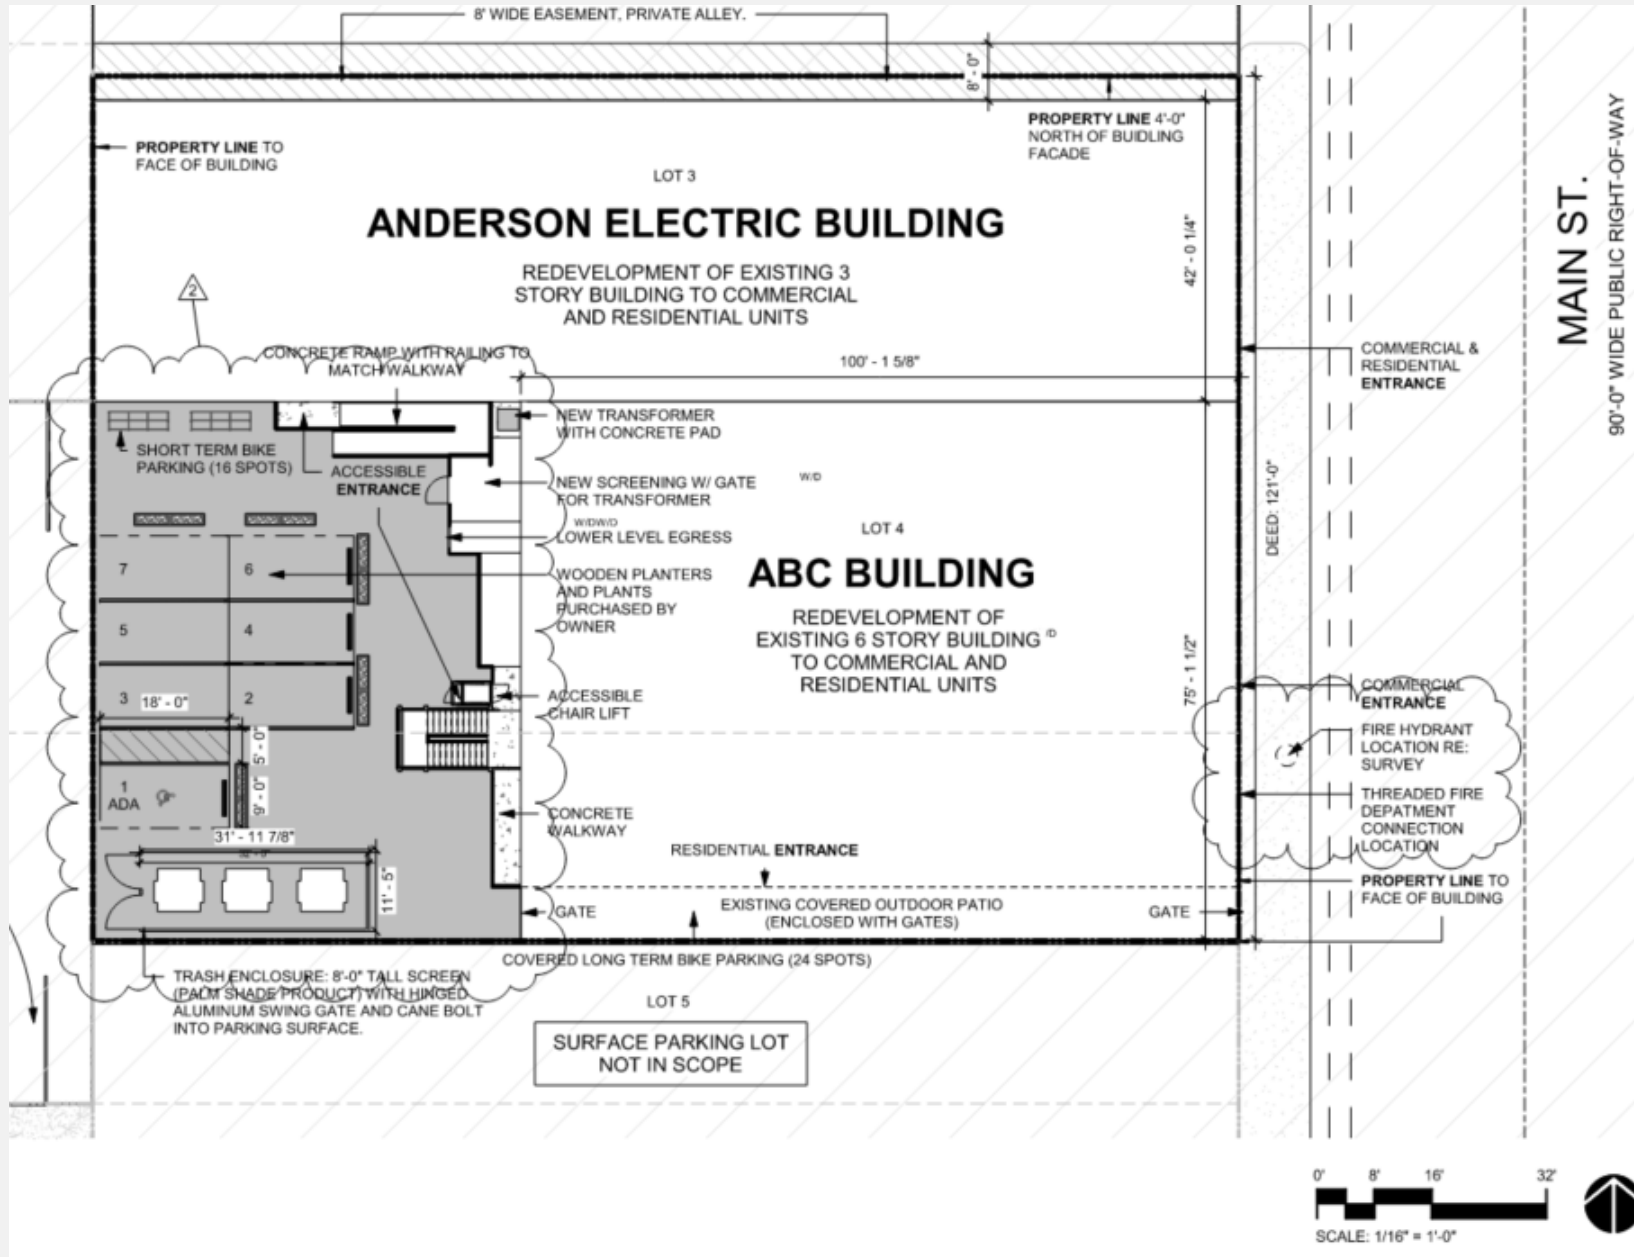 8' WIDE EASEMENT, PRIVATE ALLEY.
8' - 0"
PROPERTY LINE TO
FACE OF BUILDING
PROPERTY LINE 4'-0"
NORTH OF BUIDLING
FACADE
LOT 3
ANDERSON ELECTRIC BUILDING
REDEVELOPMENT OF EXISTING 3
STORY BUILDING TO COMMERCIAL
AND RESIDENTIAL UNITS
42' - 0 1/4"
MAIN ST.
90'-0" WIDE PUBLIC RIGHT-OF-WAY
2
CONCRETE RAMP WITH RAILING TO
MATCH WALKWAY
100' - 1 5/8"
COMMERCIAL &
RESIDENTIAL
ENTRANCE
NEW TRANSFORMER
WITH CONCRETE PAD
SHORT TERM BIKE
PARKING (16 SPOTS)
ACCESSIBLE
ENTRANCE
NEW SCREENING W/ GATE
FOR TRANSFORMER
W/D
W/DW/D
LOWER LEVEL EGRESS
DEED: 121'-0"
LOT 4
ABC BUILDING
REDEVELOPMENT OF
EXISTING 6 STORY BUILDING
/D
TO COMMERCIAL AND
RESIDENTIAL UNITS
75' - 1 1/2"
WOODEN PLANTERS
AND PLANTS
PURCHASED BY
OWNER
7
6
5
4
3
18' - 0"
2
5' - 0"
9' - 0"
1
ADA
ACCESSIBLE
CHAIR LIFT
COMMERCIAL
ENTRANCE
FIRE HYDRANT
LOCATION RE:
SURVEY
THREADED FIRE
DEPATMENT
CONNECTION
LOCATION
CONCRETE
WALKWAY
31' - 11 7/8"
32' - 0"
11' - 5"
RESIDENTIAL ENTRANCE
PROPERTY LINE TO
FACE OF BUILDING
GATE
EXISTING COVERED OUTDOOR PATIO
(ENCLOSED WITH GATES)
GATE
COVERED LONG TERM BIKE PARKING (24 SPOTS)
TRASH ENCLOSURE: 8'-0" TALL SCREEN
(PALM SHADE PRODUCT) WITH HINGED
ALUMINUM SWING GATE AND CANE BOLT
INTO PARKING SURFACE.
LOT 5
SURFACE PARKING LOT
NOT IN SCOPE
0' 8' 16' 32'
SCALE: 1/16" = 1'-0"